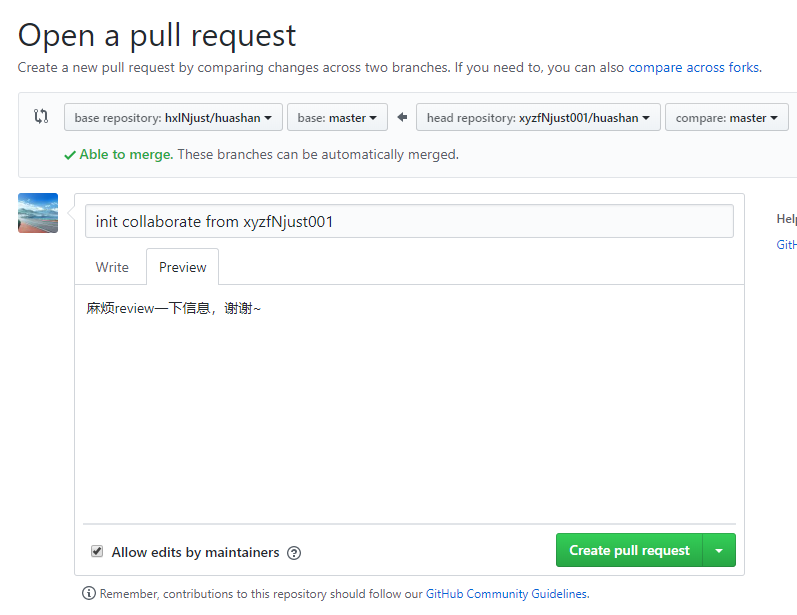 Open a pull request
Create a new pull request by comparing changes across two branches. If you need to, you can also compare across forks.
base repository: hxlNjust/huashan base: master head repository: xyzfNjust001/huashan compare: master
Able to merge. These branches can be automatically merged.
init collaborate from xyzfNjust001
Write Preview
麻烦review一下信息，谢谢~
Allow edits by maintainers ?
Create pull request
Remember, contributions to this repository should follow our GitHub Community Guidelines.